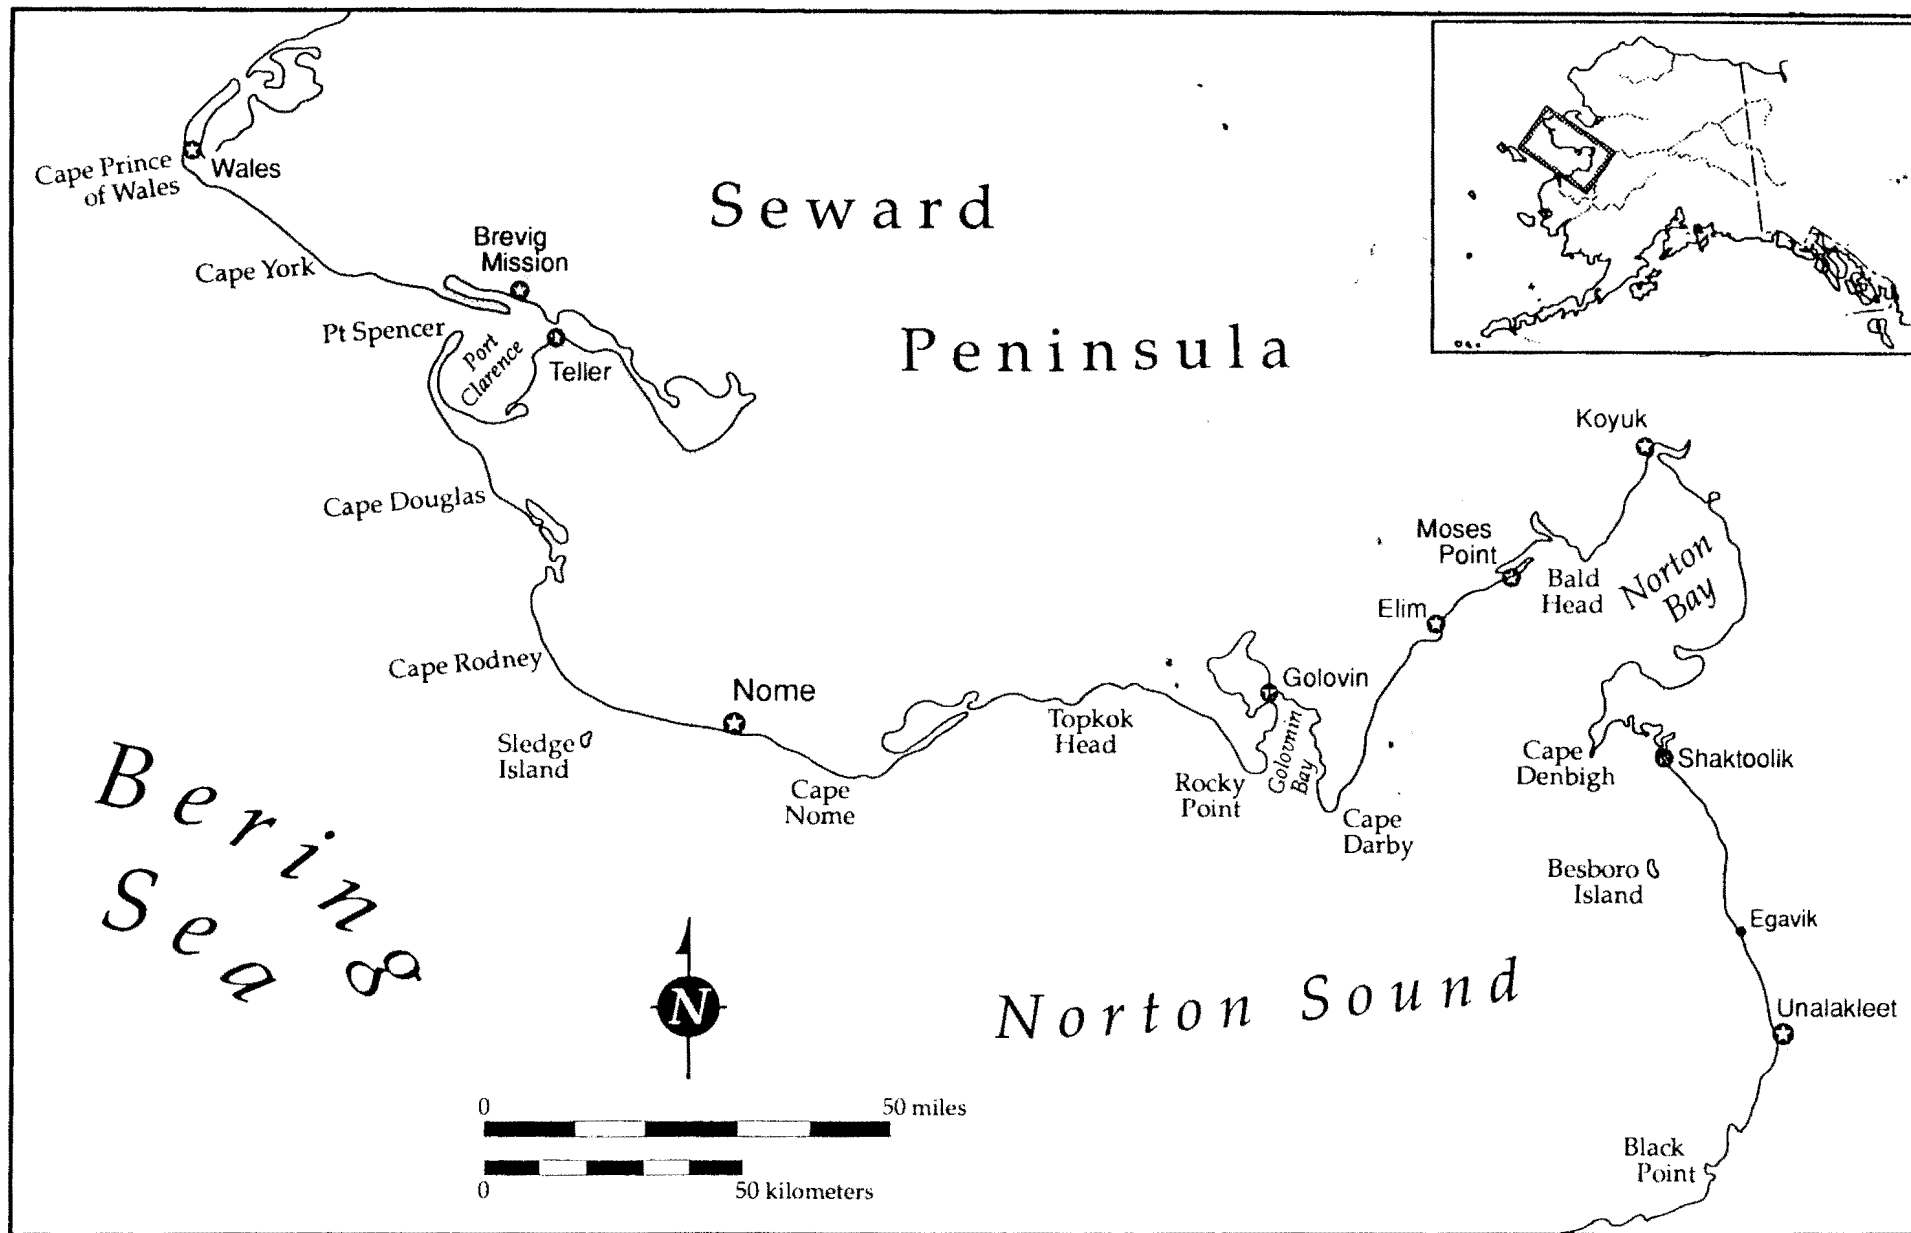 Cape Prince
of Wales
Wales
Seward
Brevig
Mission
Cape York
Pt Spencer
Port
Clarence
Teller
Peninsula
Koyuk
Cape Douglas
Moses
Point
Bald
Head
Norton
Bay
Elim
Cape Rodney
Nome
Golovin
Sledge
Island
Topkok
Head
Golovnin
Bay
Rocky
Point
Cape
Nome
Cape
Darby
Cape
Denbigh
Shaktoolik
Bering
Sea
Besboro
Island
Egavik
Norton Sound
Unalakleet
N
0
50 miles
0
50 kilometers
Black
Point